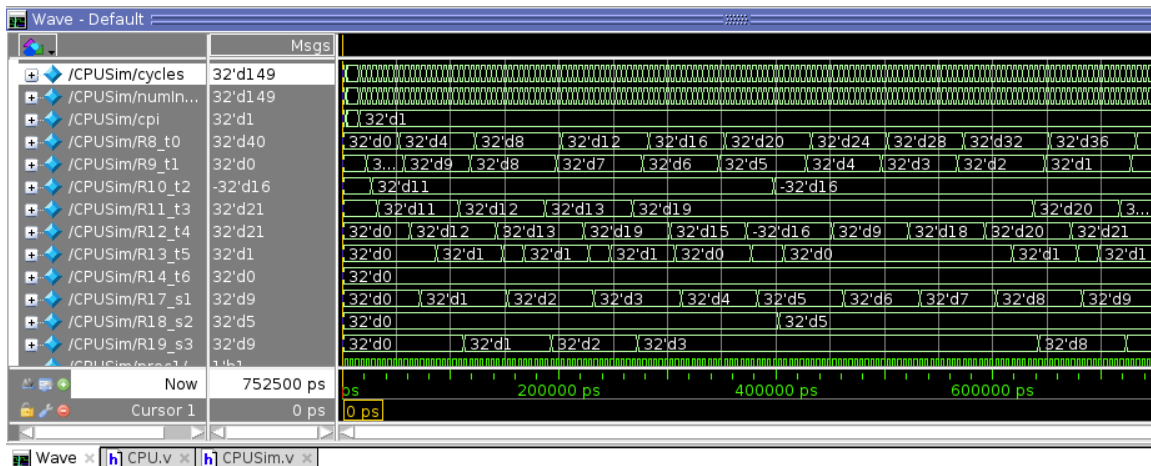 Wave - Default
Msgs
/CPUSim/cycles 32'd149
/CPUSim/numIn... 32'd149
/CPUSim/cpi 32'd1 32'd1
/CPUSim/R8_t0 32'd40 32'd0 32'd4 32'd8 32'd12 32'd16 32'd20 32'd24 32'd28 32'd32 32'd36
/CPUSim/R9_t1 32'd0 3... 32'd9 32'd8 32'd7 32'd6 32'd5 32'd4 32'd3 32'd2 32'd1
/CPUSim/R10_t2 -32'd16 32'd11 -32'd16
/CPUSim/R11_t3 32'd21 32'd11 32'd12 32'd13 32'd19 32'd20 3...
/CPUSim/R12_t4 32'd21 32'd0 32'd12 32'd13 32'd19 32'd15 -32'd16 32'd9 32'd18 32'd20 32'd21
/CPUSim/R13_t5 32'd1 32'd0 32'd1 32'd1 32'd1 32'd0 32'd0 32'd1 32'd1
/CPUSim/R14_t6 32'd0 32'd0
/CPUSim/R17_s1 32'd9 32'd0 32'd1 32'd2 32'd3 32'd4 32'd5 32'd6 32'd7 32'd8 32'd9
/CPUSim/R18_s2 32'd5 32'd0 32'd5
/CPUSim/R19_s3 32'd9 32'd0 32'd1 32'd2 32'd3 32'd8
Now 752500 ps ps 200000 ps 400000 ps 600000 ps
Cursor 1 0 ps 0 ps
Wave CPU.v CPUSim.v